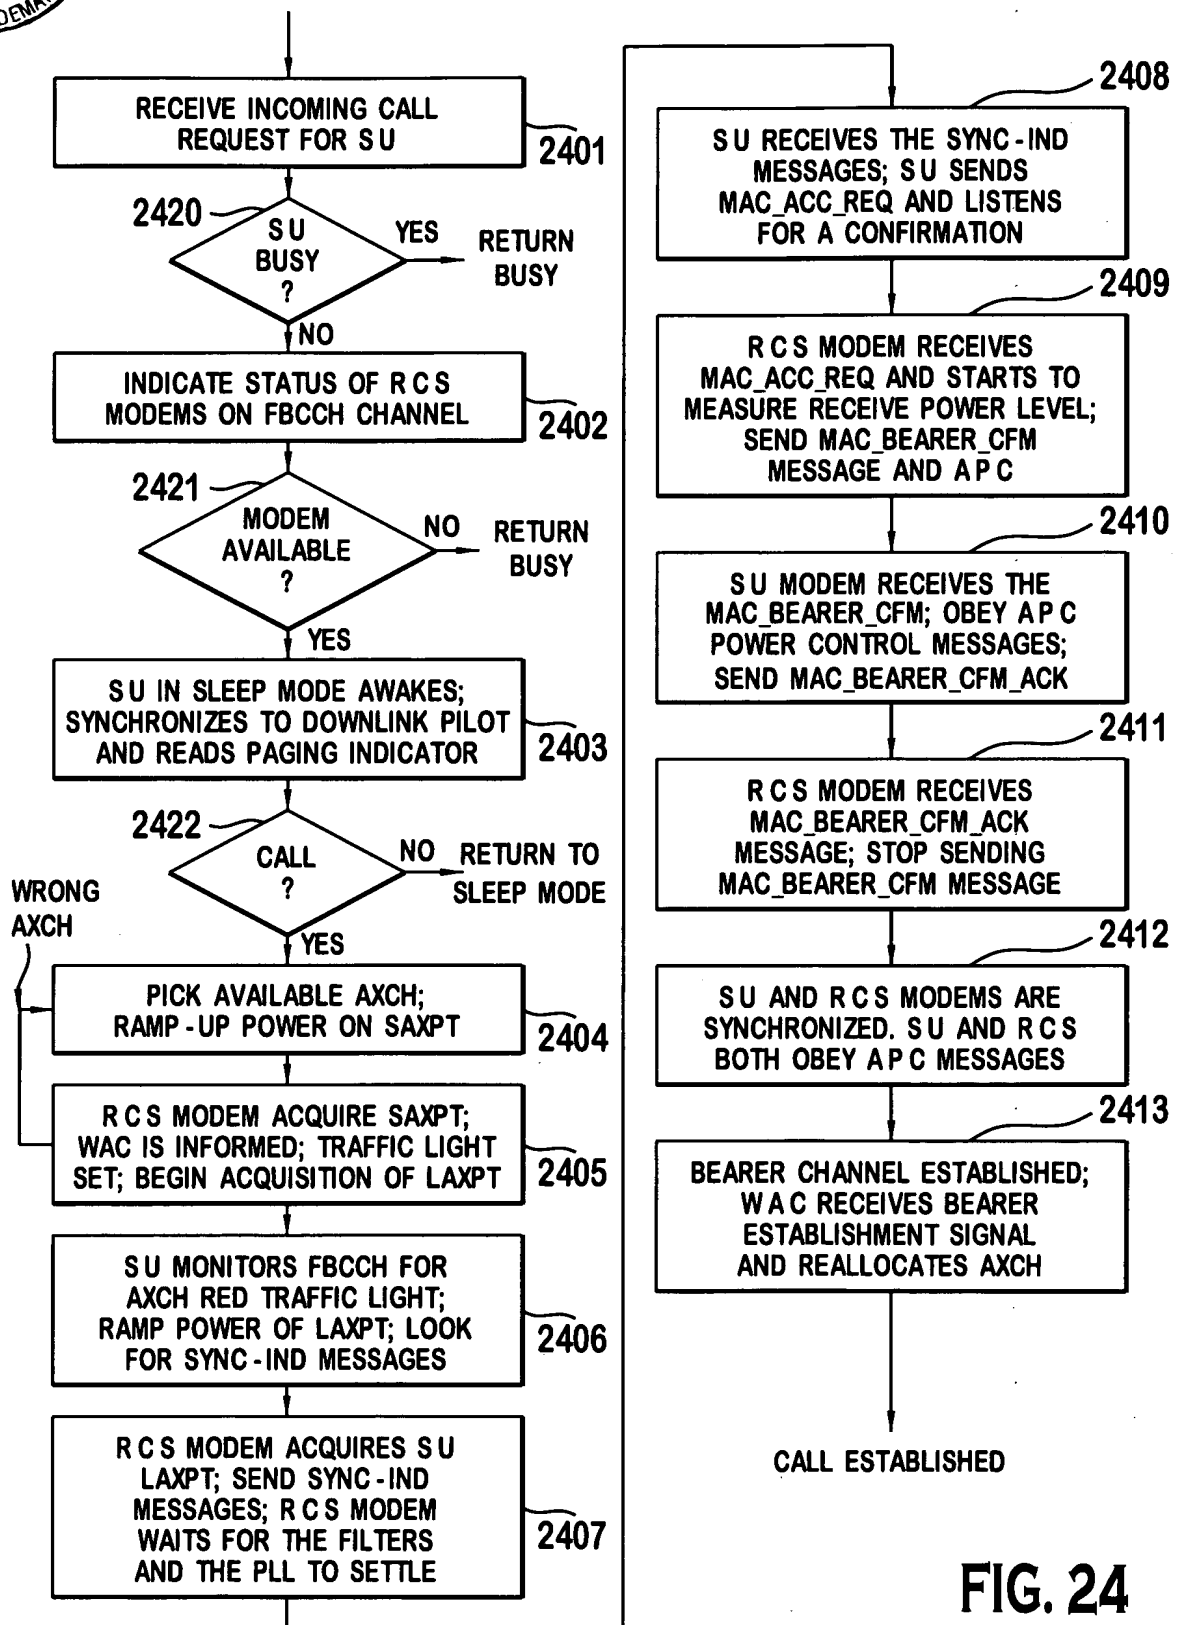 RECEIVE INCOMING CALL
REQUEST FOR SU
2401
2420
SU
BUSY
?
YES
RETURN
BUSY
NO
INDICATE STATUS OF RCS
MODEMS ON FBCCH CHANNEL
2402
2421
MODEM
AVAILABLE
?
NO
RETURN
BUSY
YES
SU IN SLEEP MODE AWAKES;
SYNCHRONIZES TO DOWNLINK PILOT
AND READS PAGING INDICATOR
2403
2422
CALL
?
NO
RETURN TO
SLEEP MODE
WRONG
AXCH
YES
PICK AVAILABLE AXCH;
RAMP-UP POWER ON SAXPT
2404
RCS MODEM ACQUIRE SAXPT;
WAC IS INFORMED; TRAFFIC LIGHT
SET; BEGIN ACQUISITION OF LAXPT
2405
SU MONITORS FBCCH FOR
AXCH RED TRAFFIC LIGHT;
RAMP POWER OF LAXPT; LOOK
FOR SYNC-IND MESSAGES
2406
RCS MODEM ACQUIRES SU
LAXPT; SEND SYNC-IND
MESSAGES; RCS MODEM
WAITS FOR THE FILTERS
AND THE PLL TO SETTLE
2407
2408
SU RECEIVES THE SYNC-IND
MESSAGES; SU SENDS
MAC_ACC_REQ AND LISTENS
FOR A CONFIRMATION
2409
RCS MODEM RECEIVES
MAC_ACC_REQ AND STARTS TO
MEASURE RECEIVE POWER LEVEL;
SEND MAC_BEARER_CFM
MESSAGE AND APC
2410
SU MODEM RECEIVES THE
MAC_BEARER_CFM; OBEY APC
POWER CONTROL MESSAGES;
SEND MAC_BEARER_CFM_ACK
2411
RCS MODEM RECEIVES
MAC_BEARER_CFM_ACK
MESSAGE; STOP SENDING
MAC_BEARER_CFM MESSAGE
2412
SU AND RCS MODEMS ARE
SYNCHRONIZED. SU AND RCS
BOTH OBEY APC MESSAGES
2413
BEARER CHANNEL ESTABLISHED;
WAC RECEIVES BEARER
ESTABLISHMENT SIGNAL
AND REALLOCATES AXCH
CALL ESTABLISHED
FIG. 24